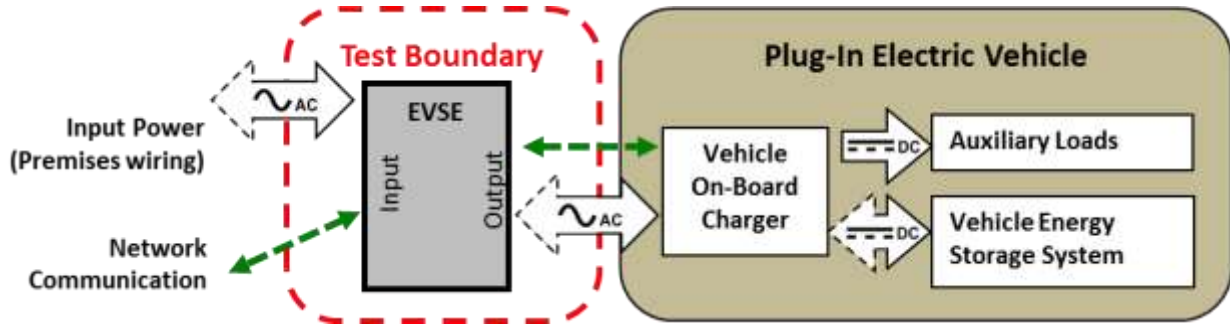 Test Boundary
Plug-In Electric Vehicle
AC
EVSE
Input Power
(Premises wiring)
Input
Output
Vehicle
On-Board
Charger
DC
Auxiliary Loads
AC
DC
Vehicle Energy
Storage System
Network
Communication